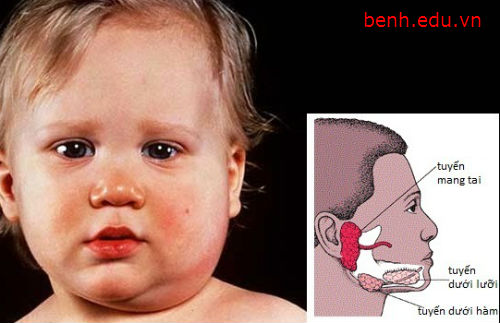 benh.edu.vn
tuyến
mang tai
tuyến
dưới lưỡi
tuyến dưới hàm